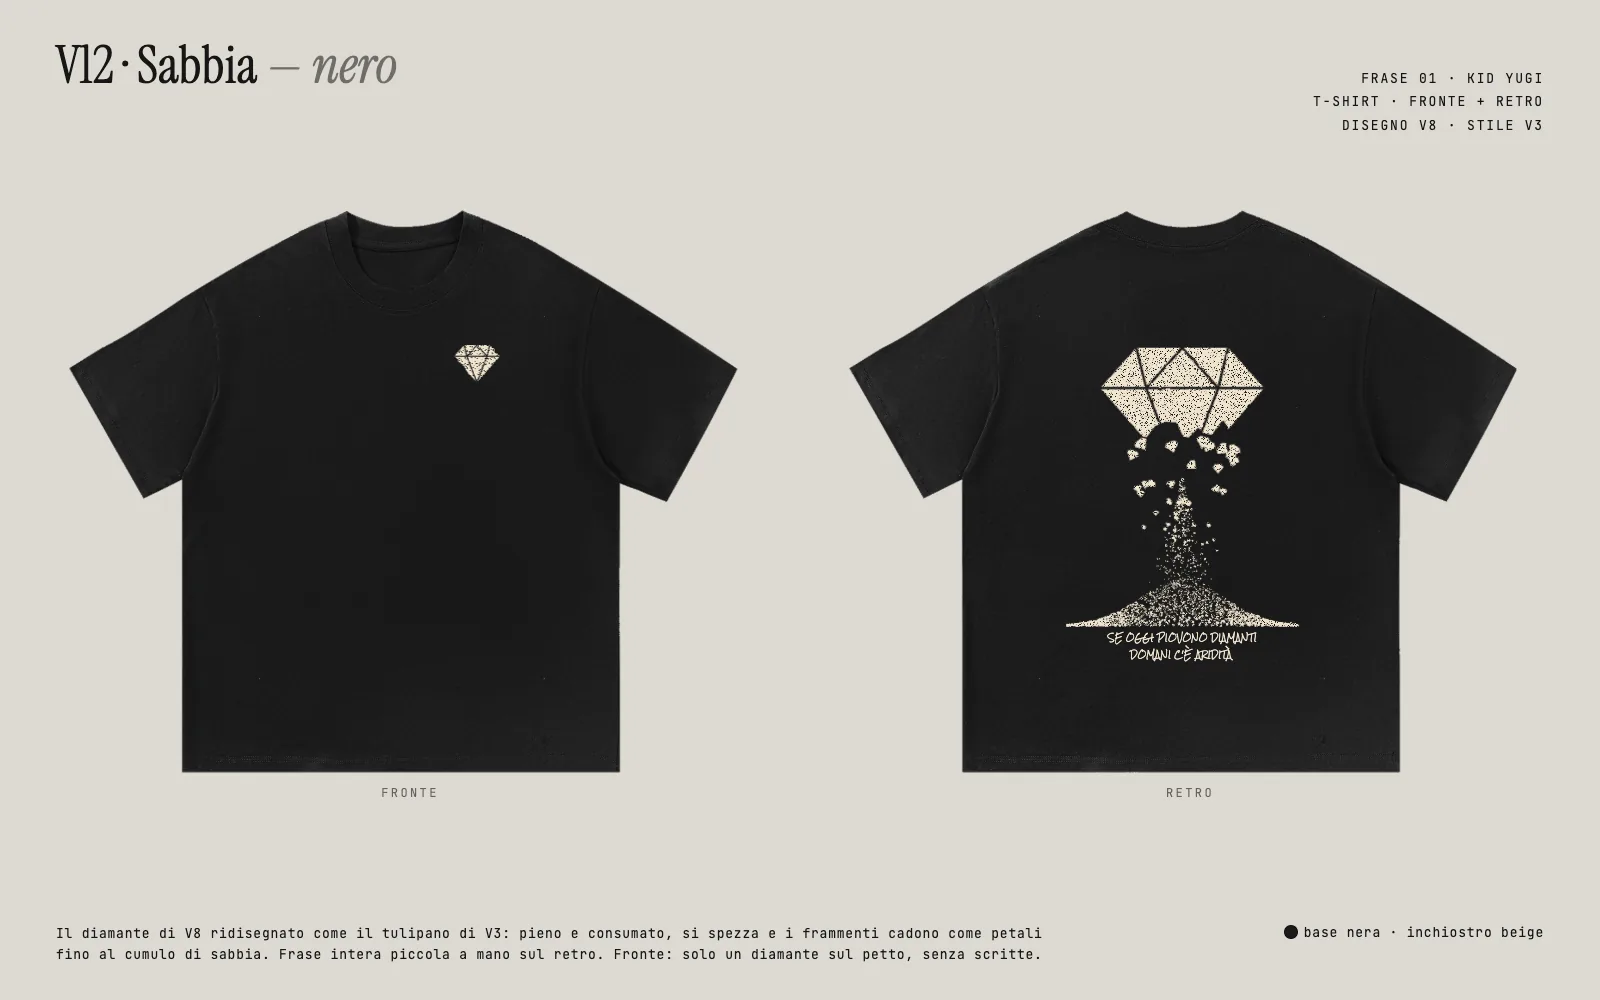 V12 · Sabbia — nero
FRASE 01 · KID YUGI
T-SHIRT · FRONTE + RETRO
DISEGNO V8 · STILE V3
SE OGGI PIOVONO DIAMANTI
DOMANI C'È ARIDITÀ
FRONTE
RETRO
Il diamante di V8 ridisegnato come il tulipano di V3: pieno e consumato, si spezza e i frammenti cadono come petali
fino al cumulo di sabbia. Frase intera piccola a mano sul retro. Fronte: solo un diamante sul petto, senza scritte.
base nera · inchiostro beige